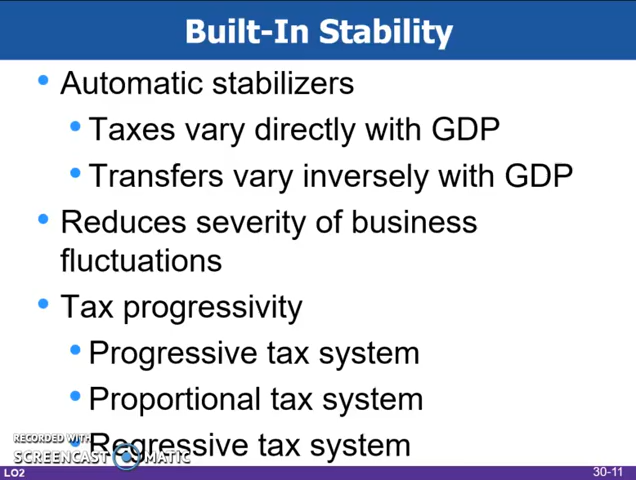 Built-In Stability
• Automatic stabilizers
• Taxes vary directly with GDP
• Transfers vary inversely with GDP
• Reduces severity of business
fluctuations
• Tax progressivity
• Progressive tax system
• Proportional tax system
• Regressive tax system
RECORDED WITH
SCREENCAST MATIC
LO2
30-11